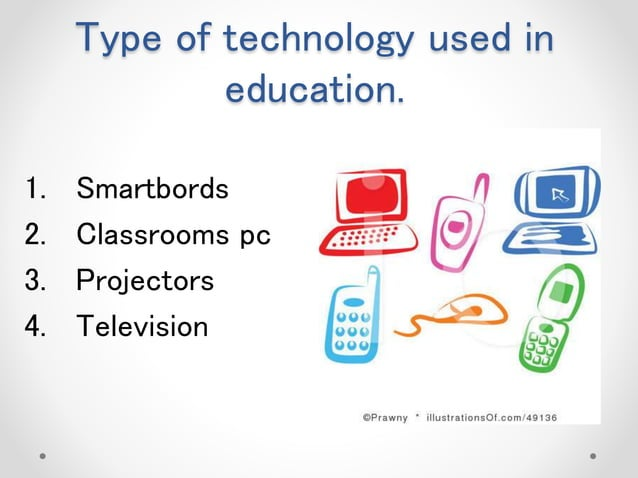 Type of technology used in
education.
1. Smartbords
2. Classrooms pc
3. Projectors
4. Television
©Prawny * illustrationsOf.com/49136